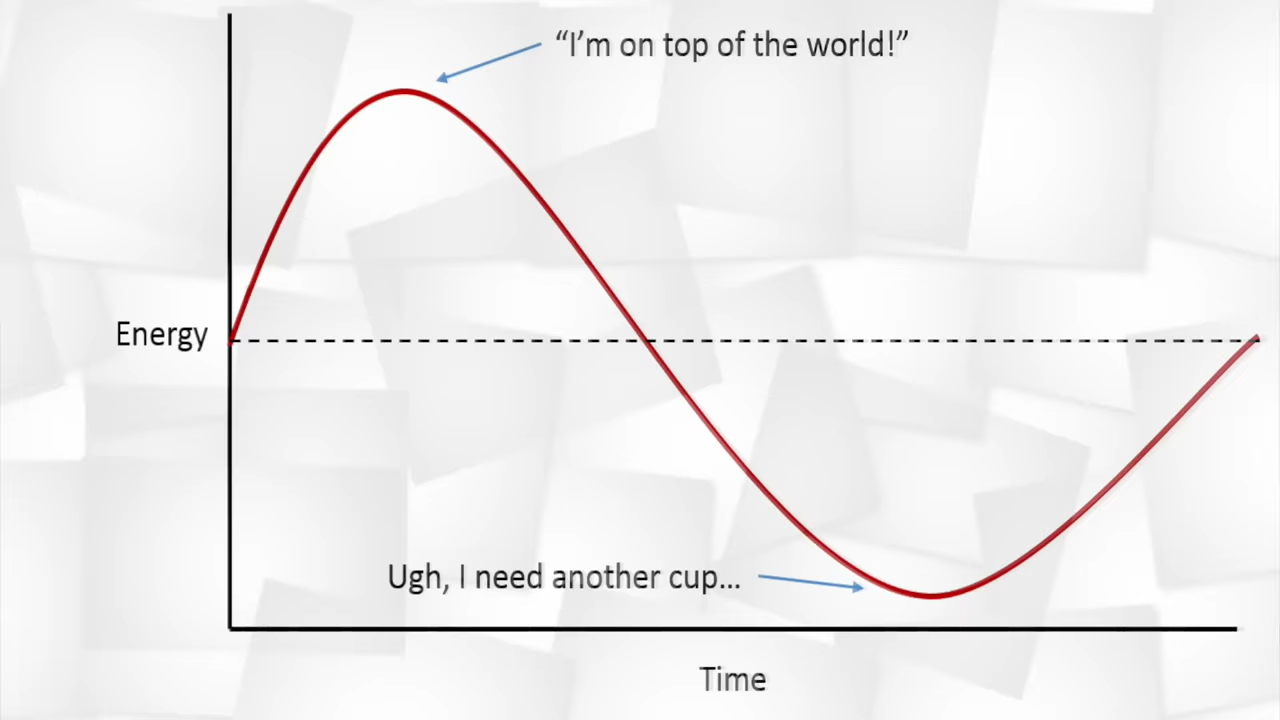 “I’m on top of the world!”
Energy
Ugh, I need another cup...
Time